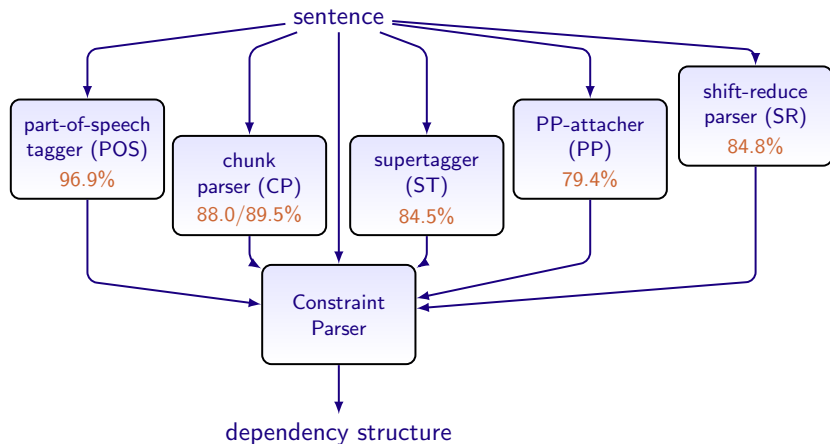 sentence
part-of-speech
tagger (POS)
96.9%
chunk
parser (CP)
88.0/89.5%
supertagger
(ST)
84.5%
PP-attacher
(PP)
79.4%
shift-reduce
parser (SR)
84.8%
Constraint
Parser
dependency structure